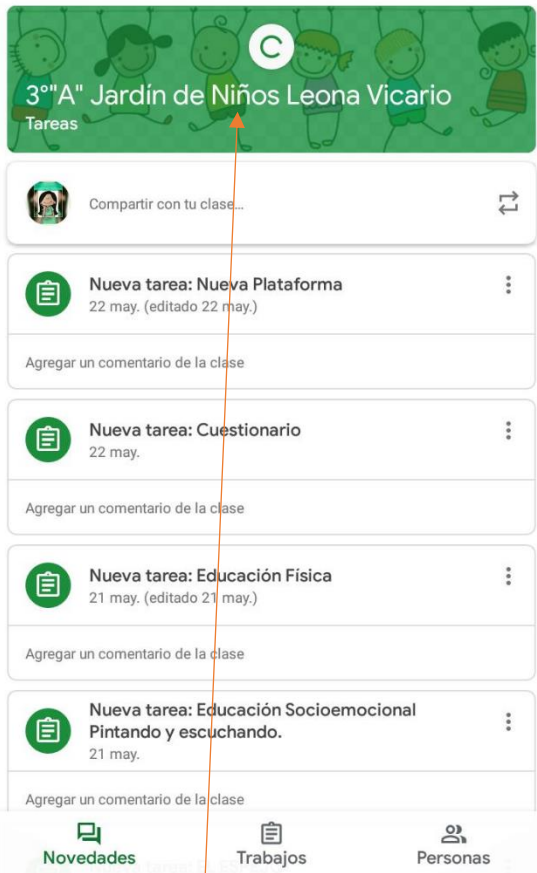 3°"A" Jardín de Niños Leona Vicario
Tareas
Compartir con tu clase...
Nueva tarea: Nueva Plataforma
22 may. (editado 22 may.)
Agregar un comentario de la clase
Nueva tarea: Cuestionario
22 may.
Agregar un comentario de la clase
Nueva tarea: Educación Física
21 may. (editado 21 may.)
Agregar un comentario de la clase
Nueva tarea: Educación Socioemocional
Pintando y escuchando.
21 may.
Agregar un comentario de la clase
Novedades Trabajos Personas